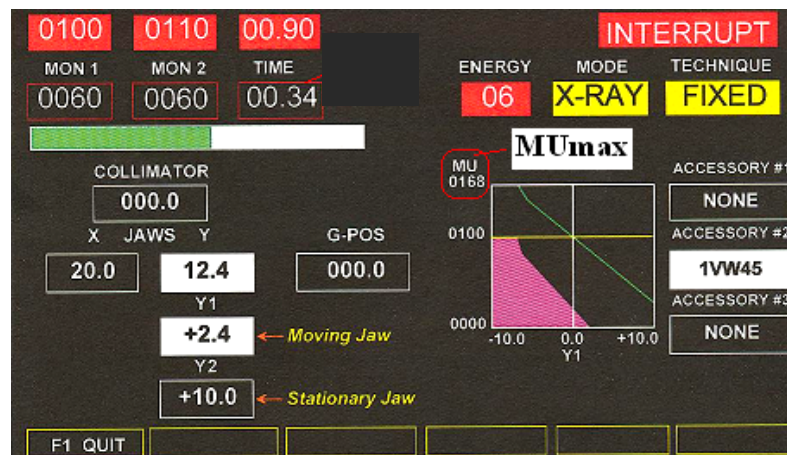 0100 0110 00.90 INTERRUPT
MON 1 MON 2 TIME ENERGY MODE TECHNIQUE
0060 0060 00.34 06 X-RAY FIXED
MUmax
COLLIMATOR MU ACCESSORY #1
000.0 0168 NONE
X JAWS Y G-POS 0100 ACCESSORY #2
20.0 12.4 000.0 1VW45
Y1 ACCESSORY #3
+2.4 Moving Jaw 0000 NONE
-10.0 0.0 +10.0
Y2 Y1
+10.0 Stationary Jaw
F1 QUIT